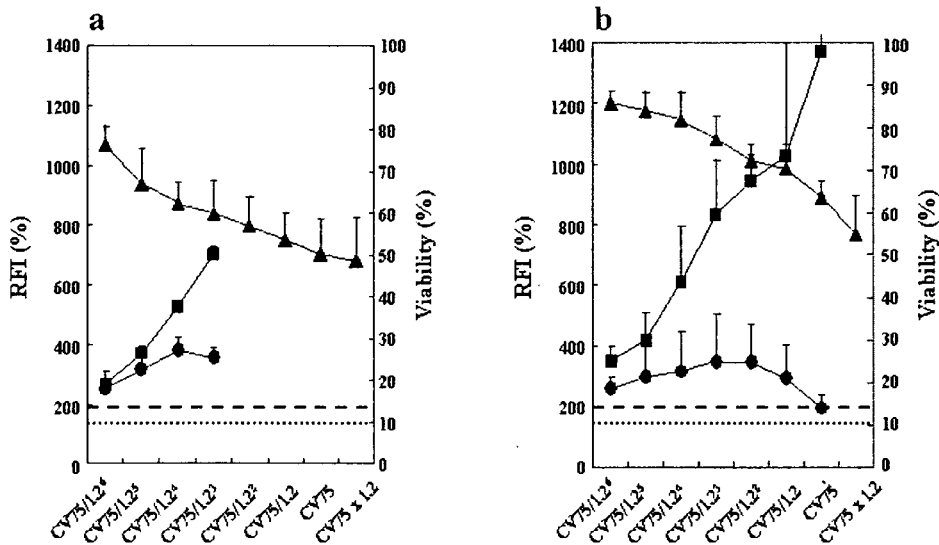 a
1400
1200
1000
800
600
400
200
0
RFI (%)
100
90
80
70
60
50
40
30
20
10
0
Viability (%)
CV75/1.2⁶
CV75/1.2⁵
CV75/1.2⁴
CV75/1.2³
CV75/1.2²
CV75/1.2
CV75
CV75 x 1.2
b
1400
1200
1000
800
600
400
200
0
RFI (%)
100
90
80
70
60
50
40
30
20
10
0
Viability (%)
CV75/1.2⁶
CV75/1.2⁵
CV75/1.2⁴
CV75/1.2³
CV75/1.2²
CV75/1.2
CV75
CV75 x 1.2